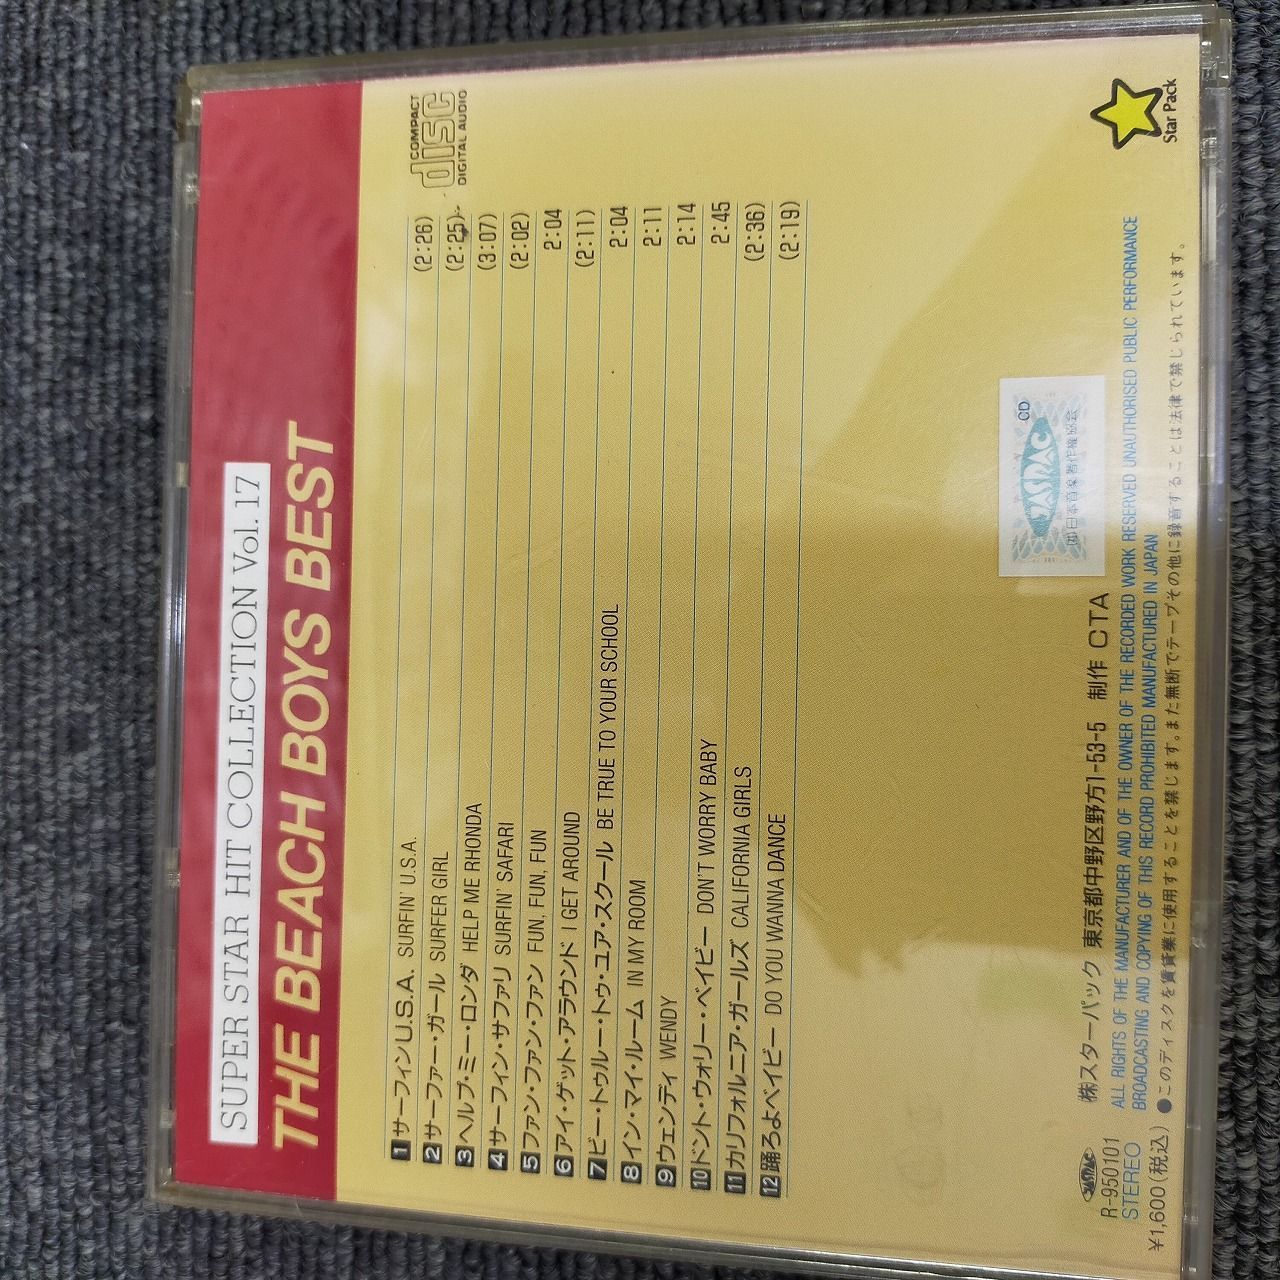 SUPER STAR HIT COLLECTION Vol. 17
THE BEACH BOYS BEST
COMPACT
disc
DIGITAL AUDIO
1 サーフィンU.S.A. SURFIN' U.S.A. (2:26)
2 サーファー・ガール SURFER GIRL (2:25)
3 ヘルプ・ミー・ロンダ HELP ME RHONDA (3:07)
4 サーフィン・サファリ SURFIN' SAFARI (2:02)
5 ファン・ファン・ファン FUN, FUN, FUN 2:04
6 アイ・ゲット・アラウンド I GET AROUND (2:11)
7 ビー・トゥルー・トゥ・ユア・スクール BE TRUE TO YOUR SCHOOL 2:04
8 イン・マイ・ルーム IN MY ROOM 2:11
9 ウェンディ WENDY 2:14
10 ドント・ウォリー・ベイビー DON'T WORRY BABY 2:45
11 カリフォルニア・ガールズ CALIFORNIA GIRLS (2:36)
12 踊ろよベイビー DO YOU WANNA DANCE (2:19)
CD
JASRAC
(社)日本音楽著作権協会
JASRAC
R-950101
STEREO
¥1,600(税込)
㈱スターパック 東京都中野区野方1-53-5 制作 CTA
ALL RIGHTS OF THE MANUFACTURER AND OF THE OWNER OF THE RECORDED WORK RESERVED UNAUTHORISED PUBLIC PERFORMANCE
BROADCASTING AND COPYING OF THIS RECORD PROHIBITED MANUFACTURED IN JAPAN
●このディスクを賃貸業に使用することを禁じます。また無断でテープその他に録音することは法律で禁じられています。
Star Pack